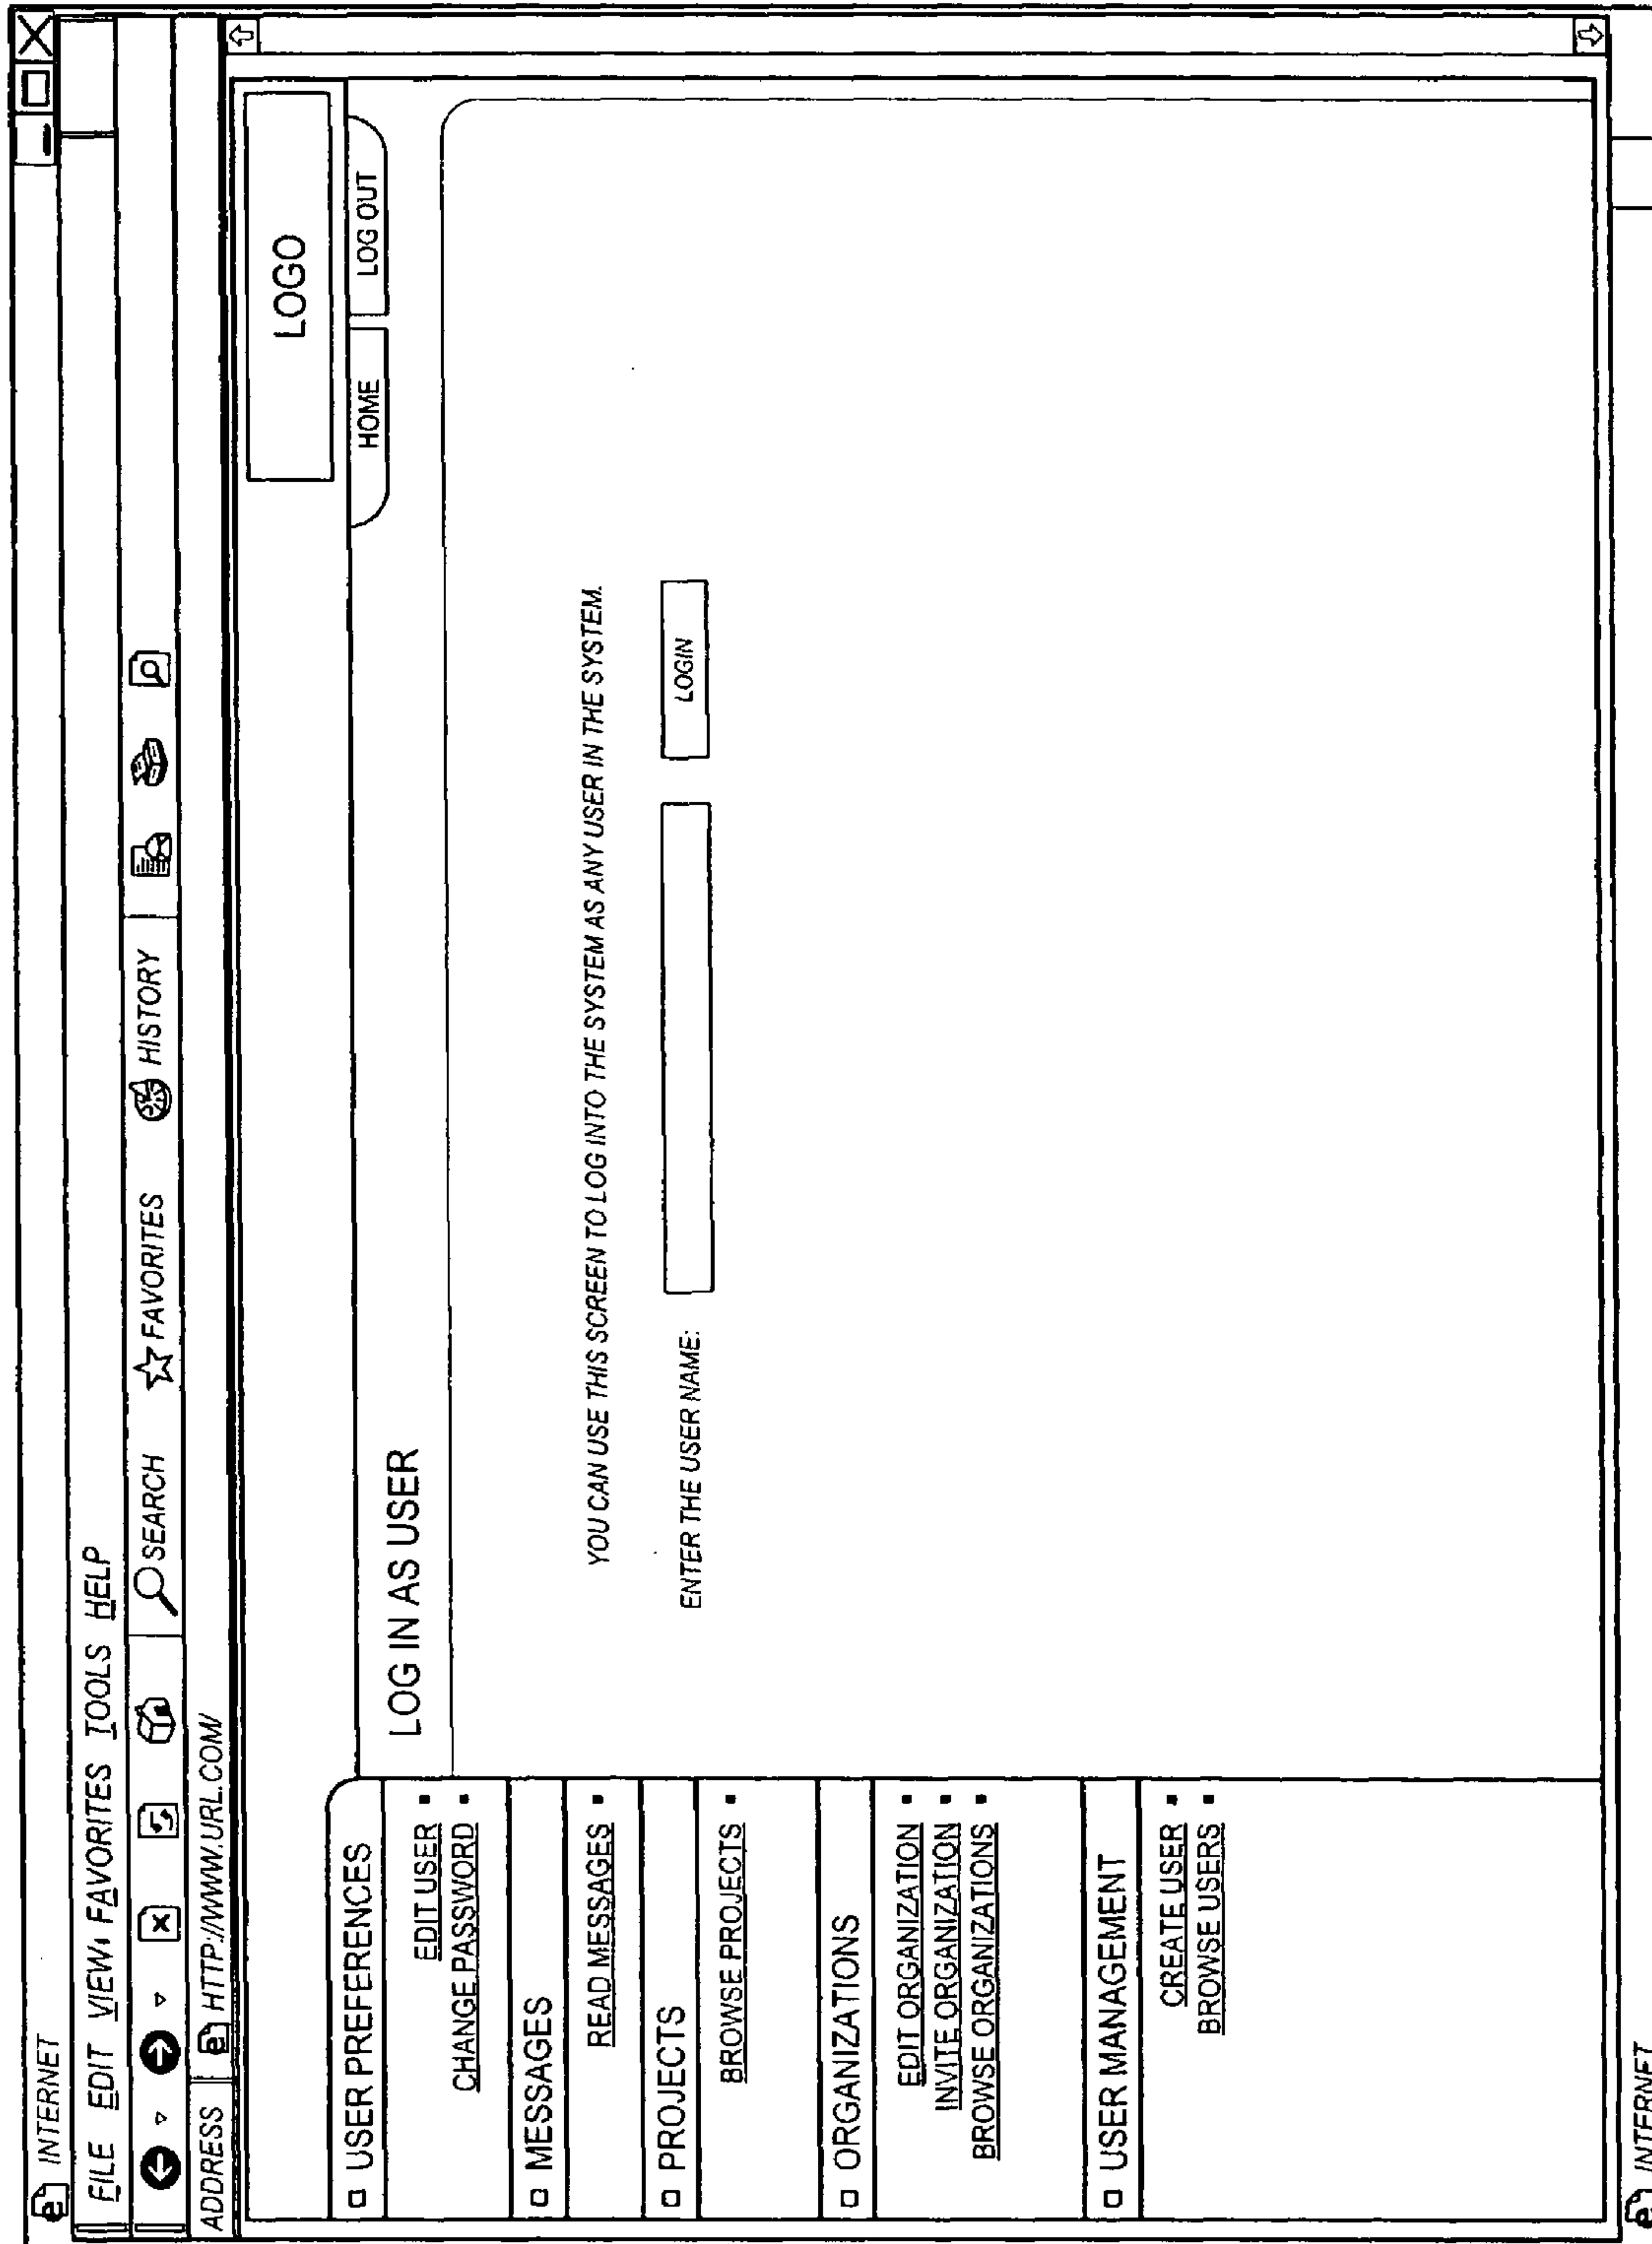 INTERNET
FILE EDIT VIEW FAVORITES TOOLS HELP
SEARCH FAVORITES HISTORY
ADDRESS HTTP://WWW.URL.COM/
LOGO
HOME LOG OUT
USER PREFERENCES
EDIT USER
CHANGE PASSWORD
MESSAGES
READ MESSAGES
PROJECTS
BROWSE PROJECTS
ORGANIZATIONS
EDIT ORGANIZATION
INVITE ORGANIZATION
BROWSE ORGANIZATIONS
USER MANAGEMENT
CREATE USER
BROWSE USERS
LOG IN AS USER
YOU CAN USE THIS SCREEN TO LOG INTO THE SYSTEM AS ANY USER IN THE SYSTEM.
ENTER THE USER NAME: LOGIN
INTERNET